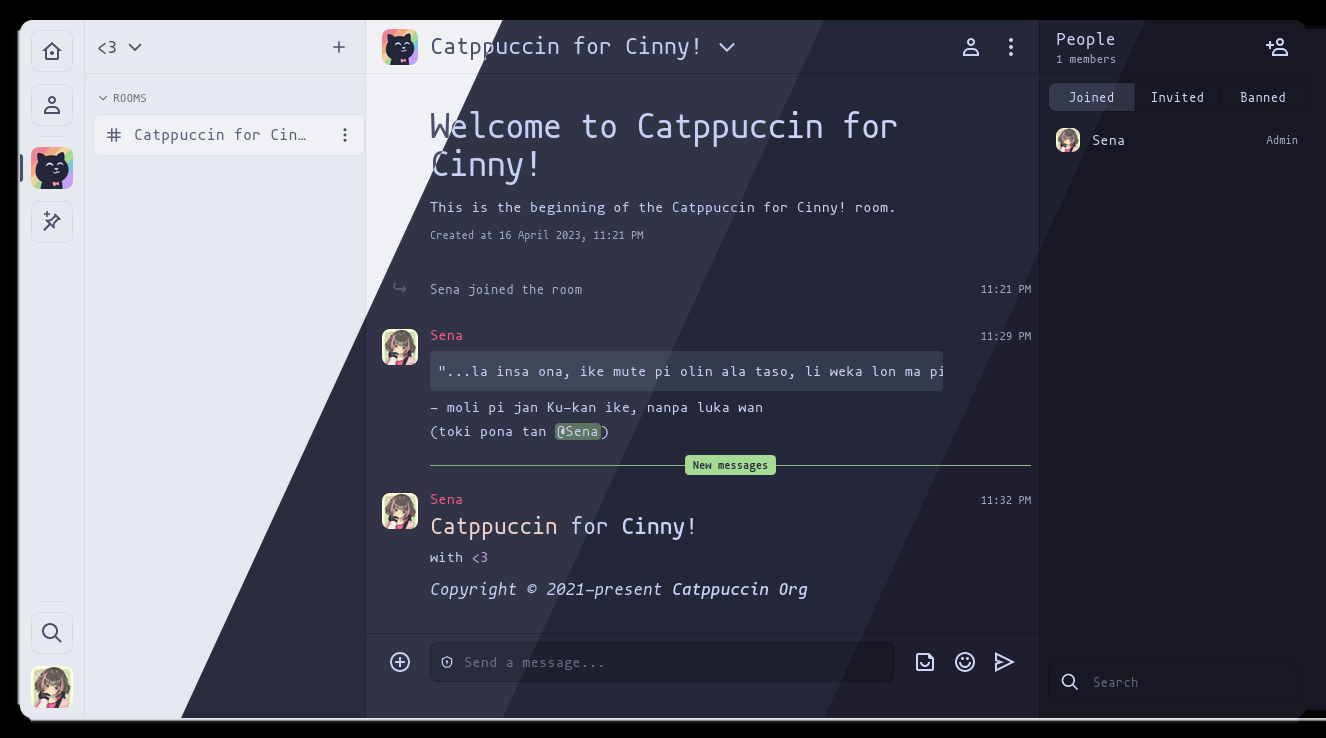 <3
ROOMS
# Catppuccin for Cin…
Catppuccin for Cinny!
Welcome to Catppuccin for
Cinny!
This is the beginning of the Catppuccin for Cinny! room.
Created at 16 April 2023, 11:21 PM
Sena joined the room 11:21 PM
Sena 11:29 PM
"...la insa ona, ike mute pi olin ala taso, li weka lon ma pi
— moli pi jan Ku-kan ike, nanpa luka wan
(toki pona tan @Sena)
New messages
Sena 11:32 PM
Catppuccin for Cinny!
with <3
Copyright © 2021-present Catppuccin Org
Send a message...
People
1 members
Joined Invited Banned
Sena Admin
Search